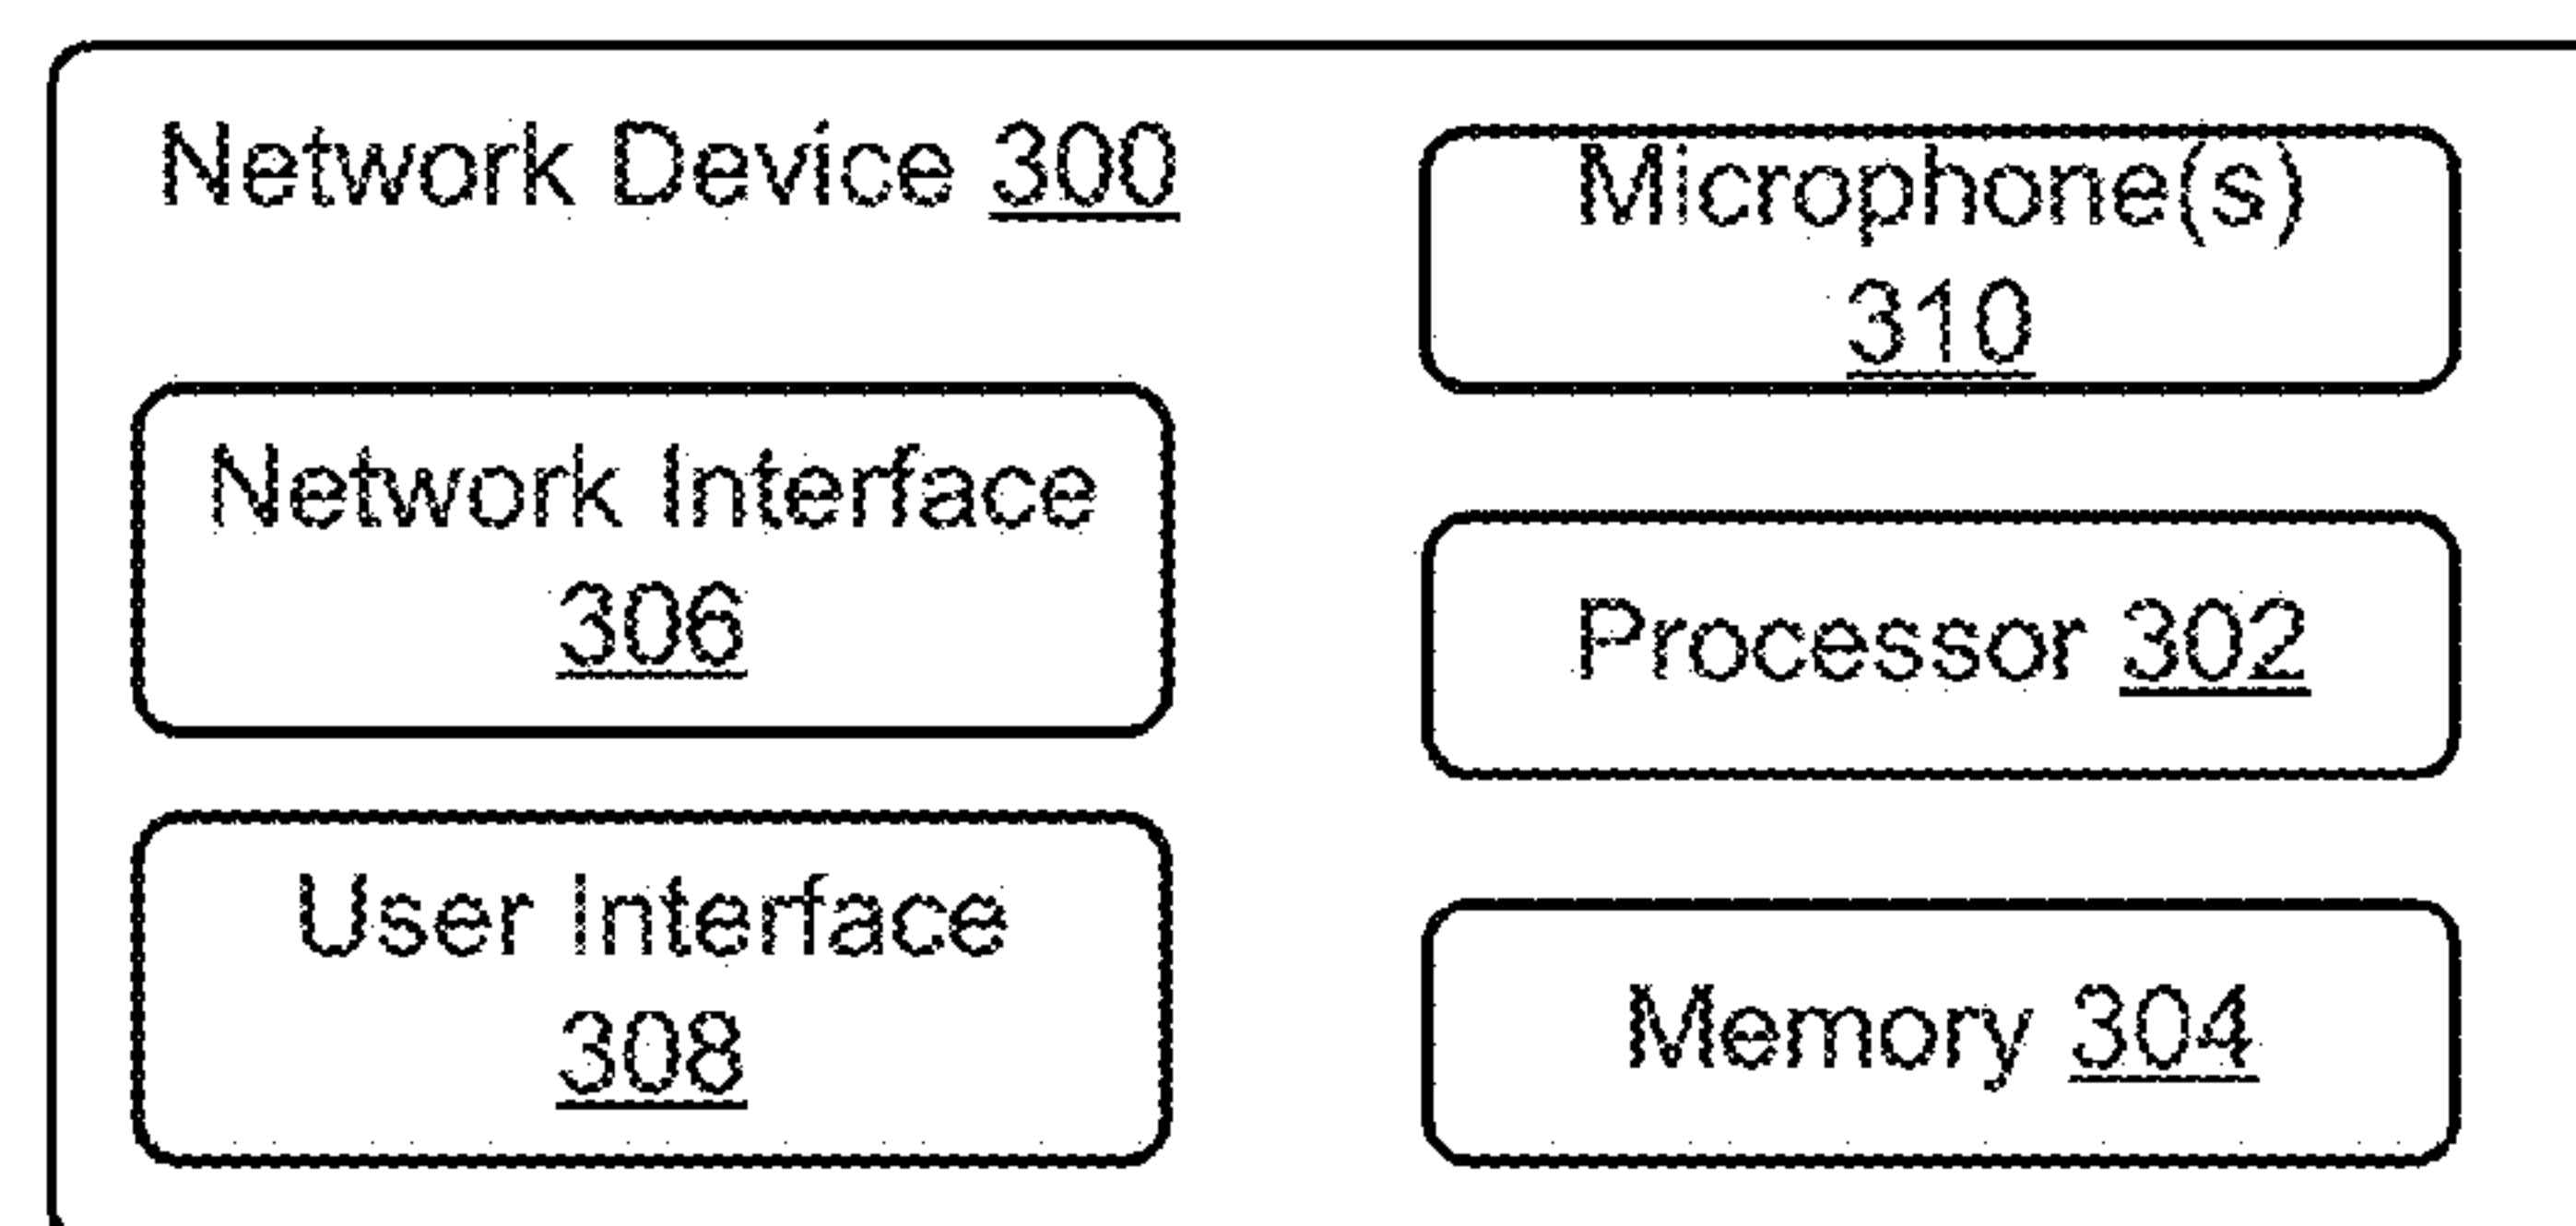 Network Device 300
Microphone(s)
310
Network Interface
306
Processor 302
User Interface
308
Memory 304